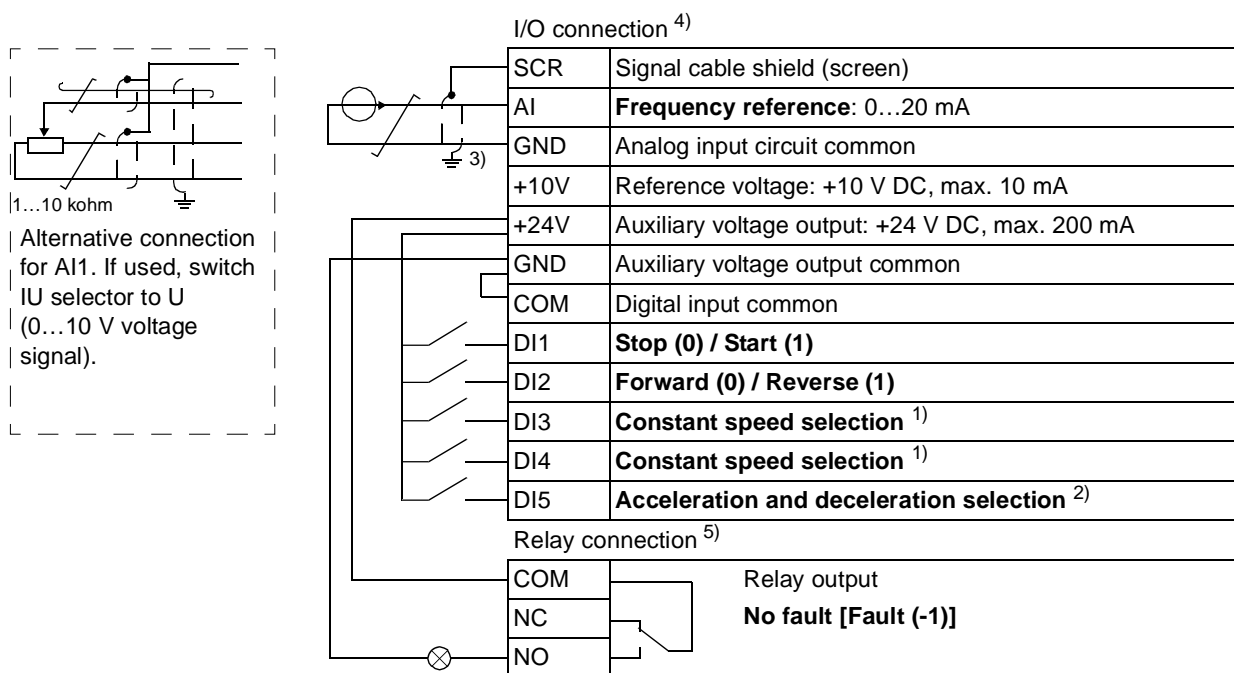 I/O connection 4)
SCR Signal cable shield (screen)
AI Frequency reference: 0…20 mA
GND Analog input circuit common
3)
+10V Reference voltage: +10 V DC, max. 10 mA
+24V Auxiliary voltage output: +24 V DC, max. 200 mA
GND Auxiliary voltage output common
COM Digital input common
DI1 Stop (0) / Start (1)
DI2 Forward (0) / Reverse (1)
DI3 Constant speed selection 1)
DI4 Constant speed selection 1)
DI5 Acceleration and deceleration selection 2)
Relay connection 5)
COM Relay output
NC No fault [Fault (-1)]
NO
1…10 kohm
Alternative connection
for AI1. If used, switch
IU selector to U
(0…10 V voltage
signal).